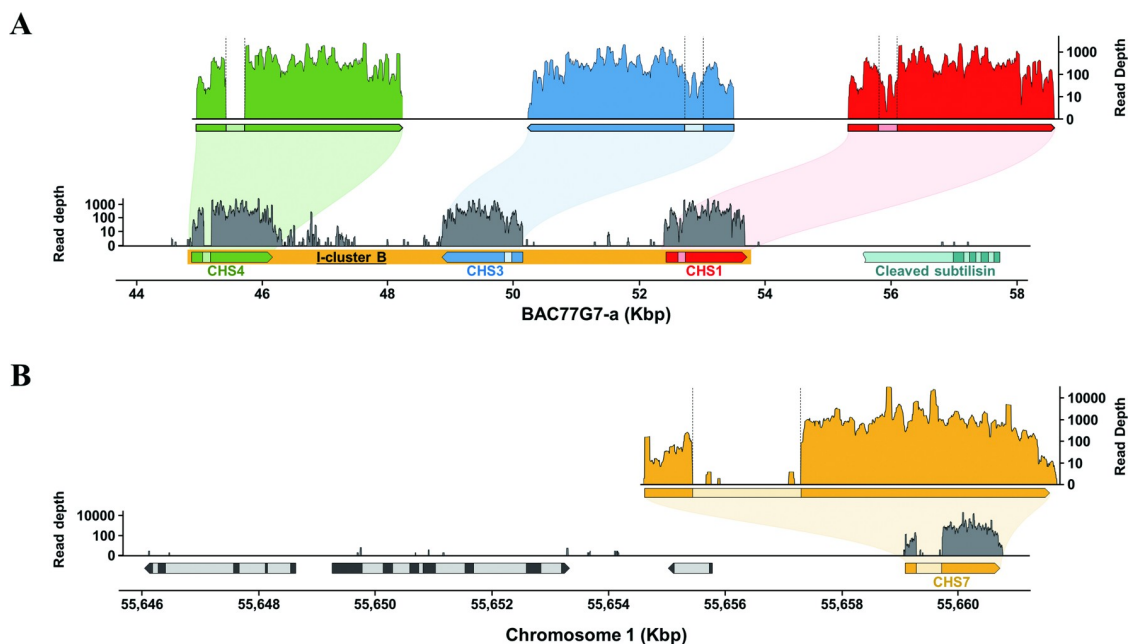 A
1000
100
10
0
Read Depth
Read depth
1000
100
10
0
CHS4
I-cluster B
CHS3
CHS1
Cleaved subtilisin
44 46 48 50 52 54 56 58
BAC77G7-a (Kbp)
B
10000
1000
100
10
0
Read Depth
Read depth
10000
100
0
CHS7
55,646 55,648 55,650 55,652 55,654 55,656 55,658 55,660
Chromosome 1 (Kbp)